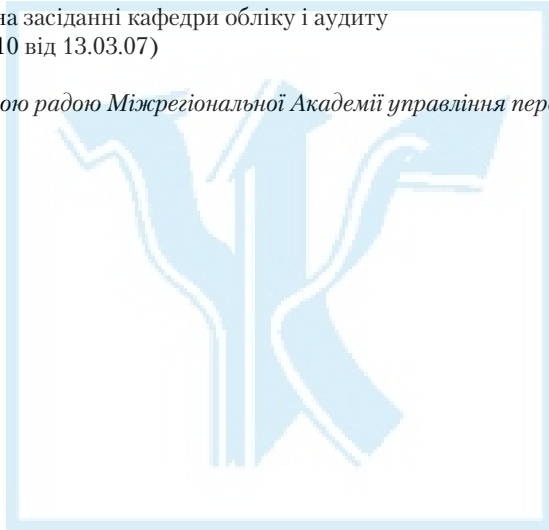 на засіданні кафедри обліку і аудиту
10 від 13.03.07)
ою радою Міжрегіональної Академії управління пер